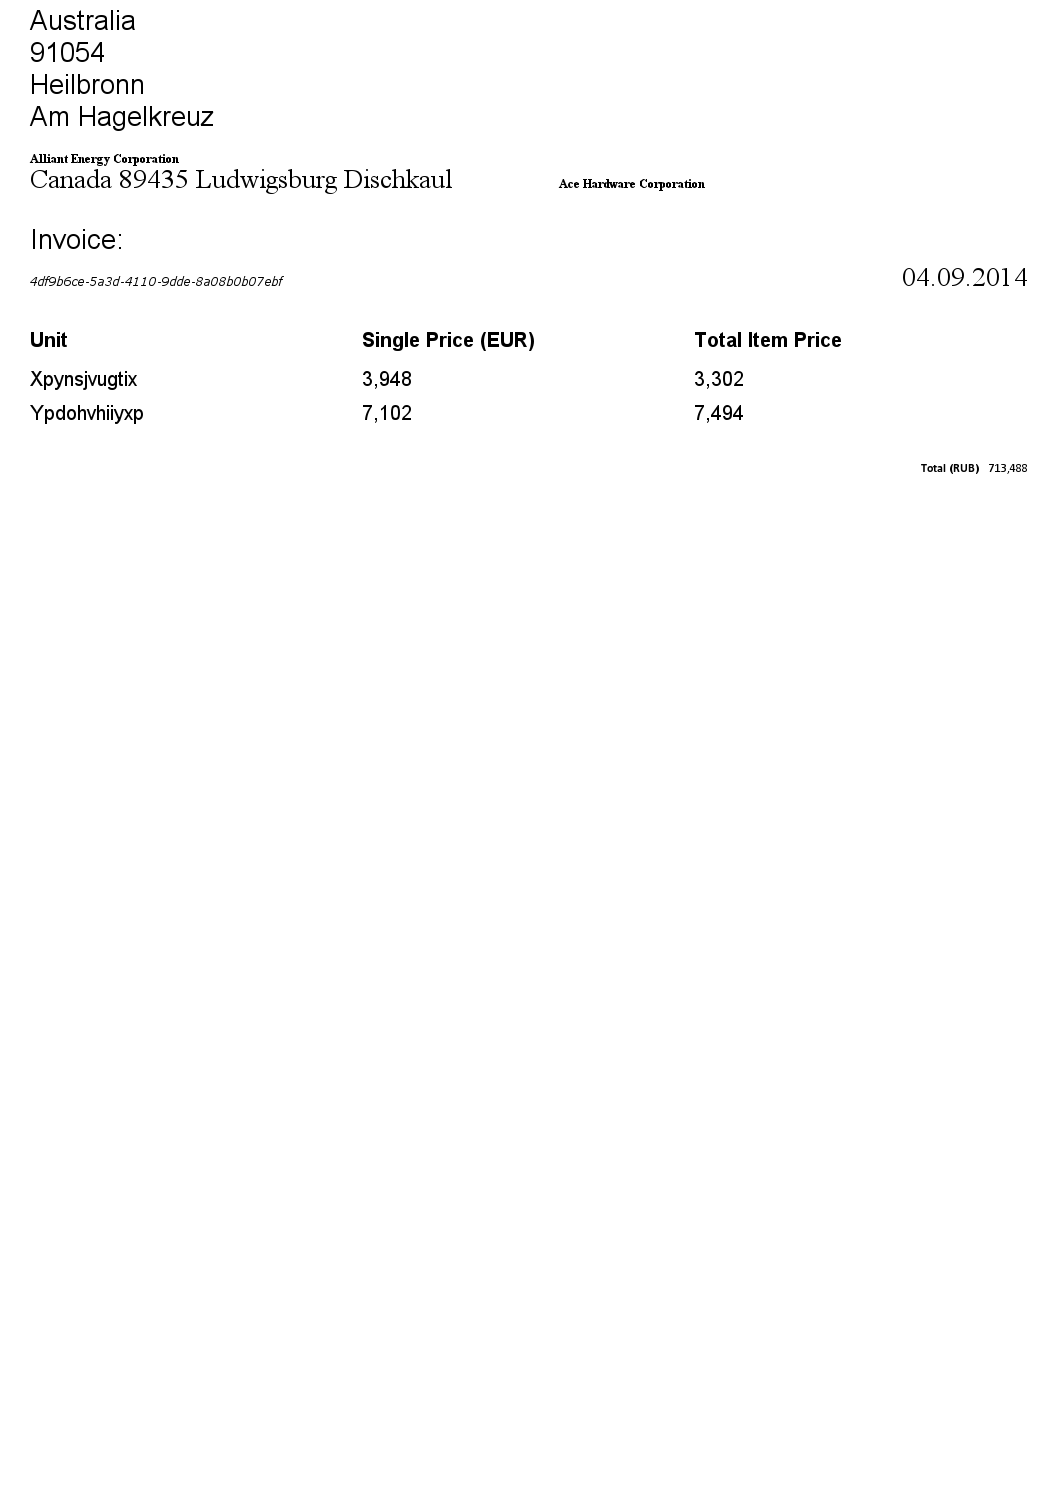 Australia
91054
Heilbronn
Am Hagelkreuz
Alliant Energy Corporation
Canada 89435 Ludwigsburg Dischkaul
Ace Hardware Corporation
Invoice:
4df9b6ce-5a3d-4110-9dde-8a08b0b07ebf
04.09.2014
Unit Single Price (EUR) Total Item Price
Xpynsjvugtix 3,948 3,302
Ypdohvhiiyxp 7,102 7,494
Total (RUB) 713,488